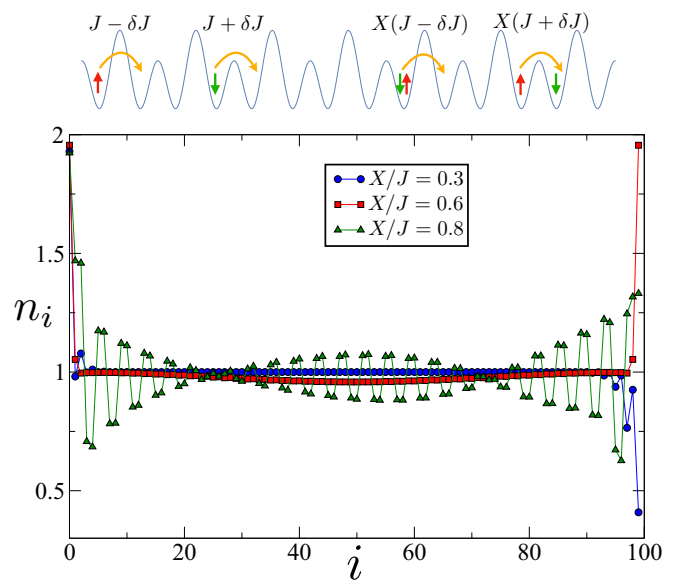 J − δJ J + δJ X(J − δJ) X(J + δJ)
2
X/J = 0.3
X/J = 0.6
X/J = 0.8
1.5
n_i
1
0.5
0 20 40 60 80 100
i